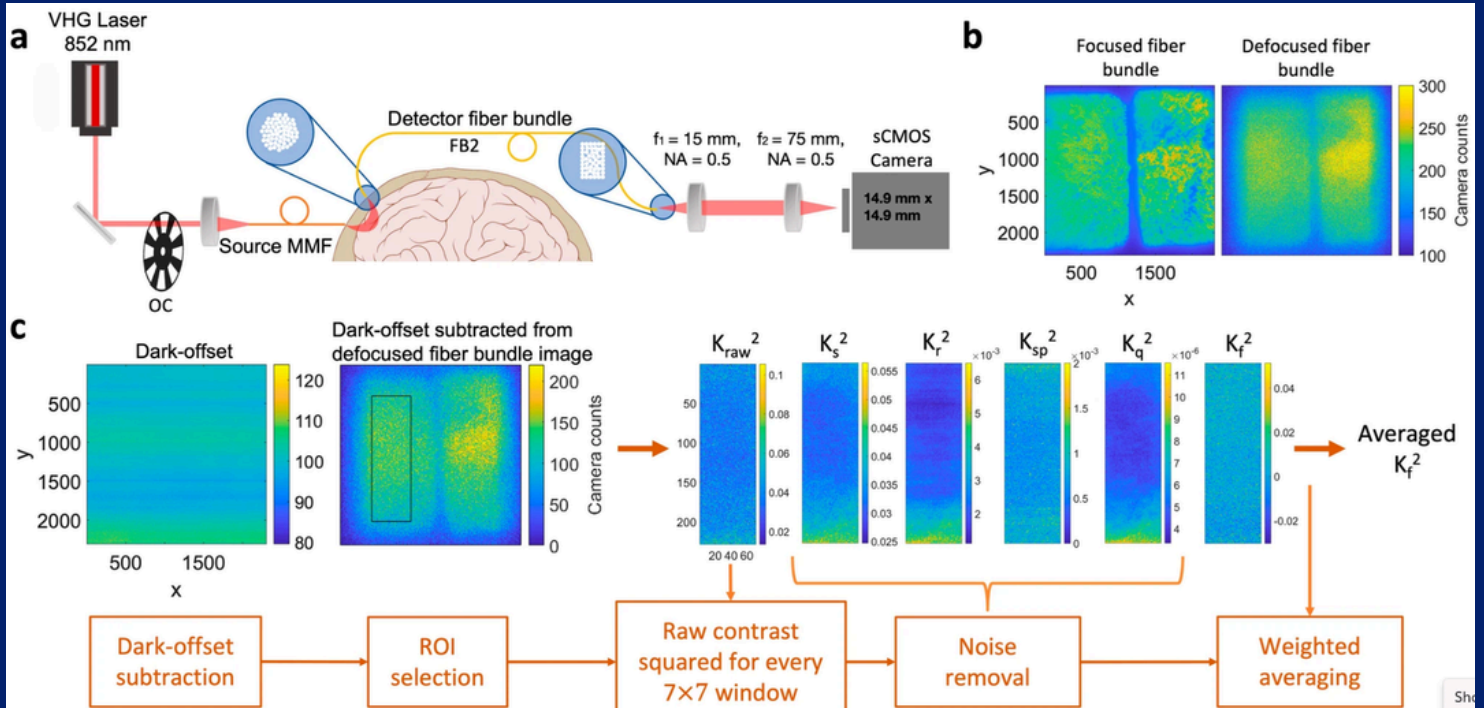 a
VHG Laser
852 nm
OC
Source MMF
Detector fiber bundle
FB2
f₁ = 15 mm,
NA = 0.5
f₂ = 75 mm,
NA = 0.5
sCMOS
Camera
14.9 mm x
14.9 mm
b
Focused fiber
bundle
Defocused fiber
bundle
y
500
1000
1500
2000
500 1500
x
300
250
200
150
100
Camera counts
c
Dark-offset
y
500
1000
1500
2000
500 1500
x
120
110
100
90
80
Dark-offset subtracted from
defocused fiber bundle image
200
150
100
50
0
Camera counts
K_raw²
50
100
150
200
20 40 60
0.1
0.08
0.06
0.04
0.02
K_s²
0.055
0.05
0.045
0.04
0.035
0.03
0.025
K_r²
×10⁻³
6
5
4
3
2
K_sp²
×10⁻³
2
1.5
1
0.5
0
K_q²
×10⁻⁶
11
10
9
8
7
6
5
4
K_f²
0.04
0.02
0
-0.02
Averaged
K_f²
Dark-offset
subtraction
ROI
selection
Raw contrast
squared for every
7×7 window
Noise
removal
Weighted
averaging